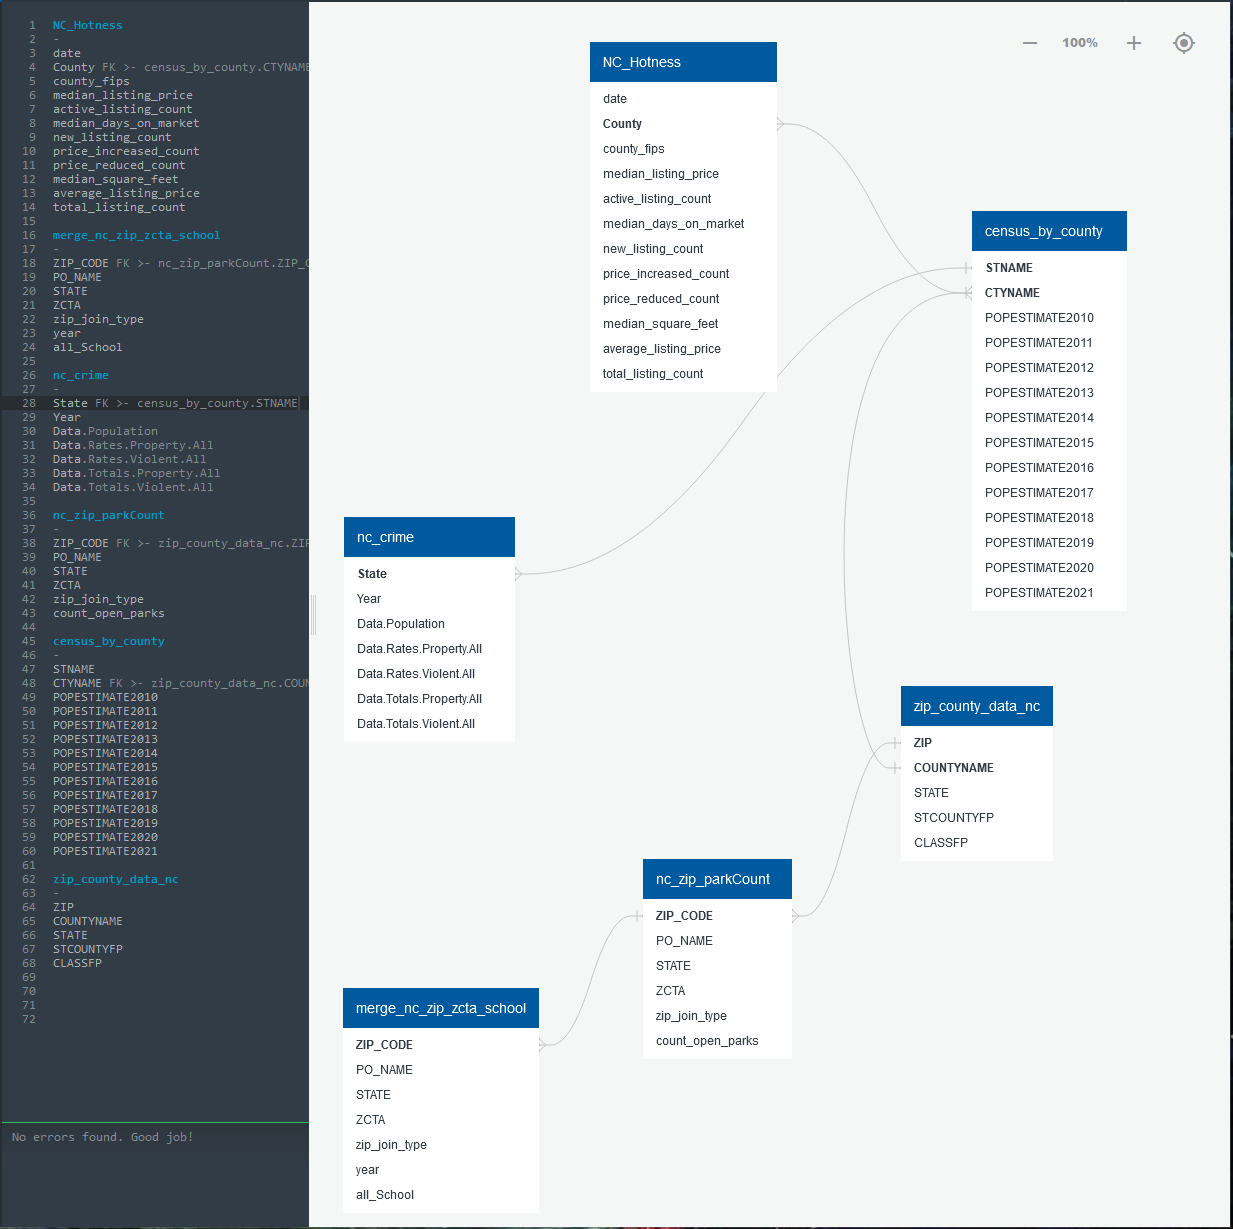 1 NC_Hotness
2 -
3 date
4 County FK >- census_by_county.CTYNAME
5 county_fips
6 median_listing_price
7 active_listing_count
8 median_days_on_market
9 new_listing_count
10 price_increased_count
11 price_reduced_count
12 median_square_feet
13 average_listing_price
14 total_listing_count
15
16 merge_nc_zip_zcta_school
17 -
18 ZIP_CODE FK >- nc_zip_parkCount.ZIP_C
19 PO_NAME
20 STATE
21 ZCTA
22 zip_join_type
23 year
24 all_School
25
26 nc_crime
27 -
28 State FK >- census_by_county.STNAME
29 Year
30 Data.Population
31 Data.Rates.Property.All
32 Data.Rates.Violent.All
33 Data.Totals.Property.All
34 Data.Totals.Violent.All
35
36 nc_zip_parkCount
37 -
38 ZIP_CODE FK >- zip_county_data_nc.ZIP
39 PO_NAME
40 STATE
41 ZCTA
42 zip_join_type
43 count_open_parks
44
45 census_by_county
46 -
47 STNAME
48 CTYNAME FK >- zip_county_data_nc.COUN
49 POPESTIMATE2010
50 POPESTIMATE2011
51 POPESTIMATE2012
52 POPESTIMATE2013
53 POPESTIMATE2014
54 POPESTIMATE2015
55 POPESTIMATE2016
56 POPESTIMATE2017
57 POPESTIMATE2018
58 POPESTIMATE2019
59 POPESTIMATE2020
60 POPESTIMATE2021
61
62 zip_county_data_nc
63 -
64 ZIP
65 COUNTYNAME
66 STATE
67 STCOUNTYFP
68 CLASSFP
69
70
71
72
No errors found. Good job!
100%
NC_Hotness
date
County
county_fips
median_listing_price
active_listing_count
median_days_on_market
new_listing_count
price_increased_count
price_reduced_count
median_square_feet
average_listing_price
total_listing_count
census_by_county
STNAME
CTYNAME
POPESTIMATE2010
POPESTIMATE2011
POPESTIMATE2012
POPESTIMATE2013
POPESTIMATE2014
POPESTIMATE2015
POPESTIMATE2016
POPESTIMATE2017
POPESTIMATE2018
POPESTIMATE2019
POPESTIMATE2020
POPESTIMATE2021
nc_crime
State
Year
Data.Population
Data.Rates.Property.All
Data.Rates.Violent.All
Data.Totals.Property.All
Data.Totals.Violent.All
zip_county_data_nc
ZIP
COUNTYNAME
STATE
STCOUNTYFP
CLASSFP
nc_zip_parkCount
ZIP_CODE
PO_NAME
STATE
ZCTA
zip_join_type
count_open_parks
merge_nc_zip_zcta_school
ZIP_CODE
PO_NAME
STATE
ZCTA
zip_join_type
year
all_School